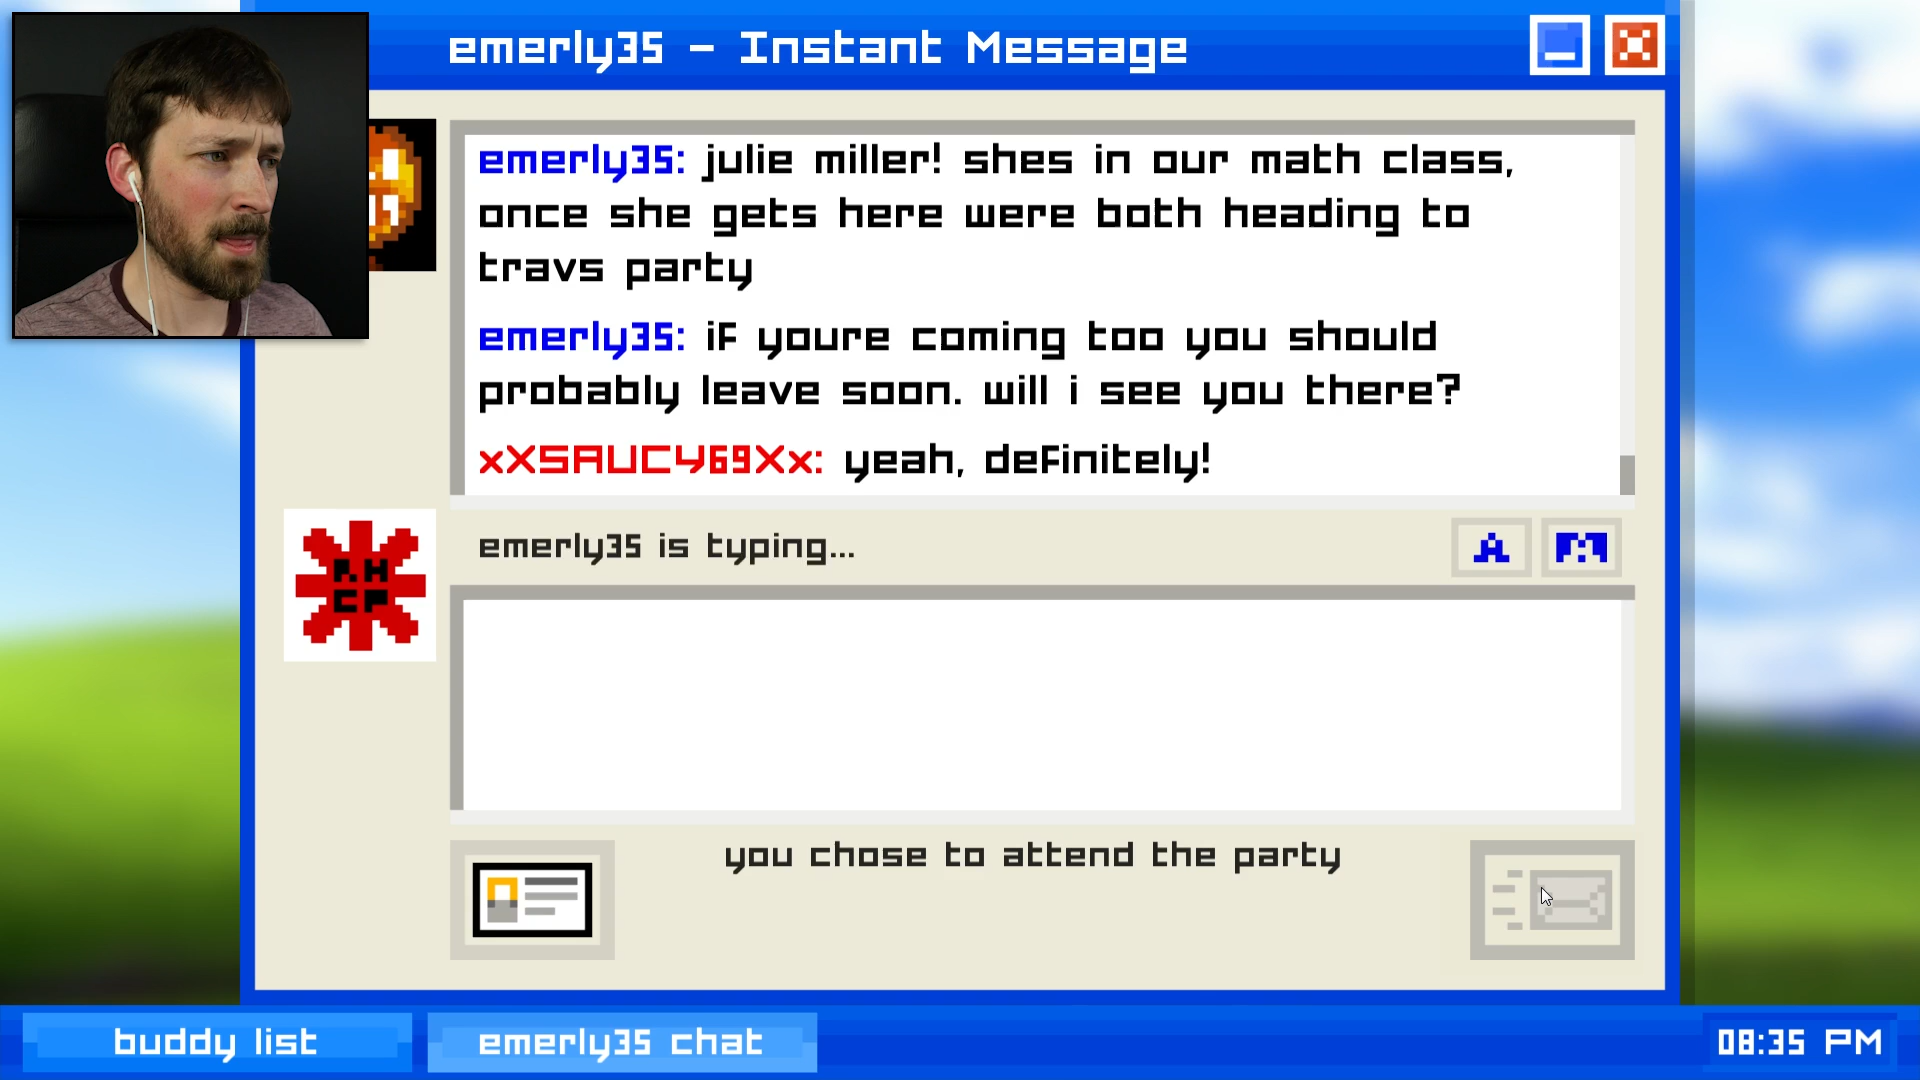 emerly35 - Instant Message
emerly35: julie miller! shes in our math class,
once she gets here were both heading to
travs party
emerly35: if youre coming too you should
probably leave soon. will i see you there?
xXSAUCY69Xx: yeah, definitely!
RH
CP
emerly35 is typing...
A
you chose to attend the party
buddy list
emerly35 chat
08:35 PM